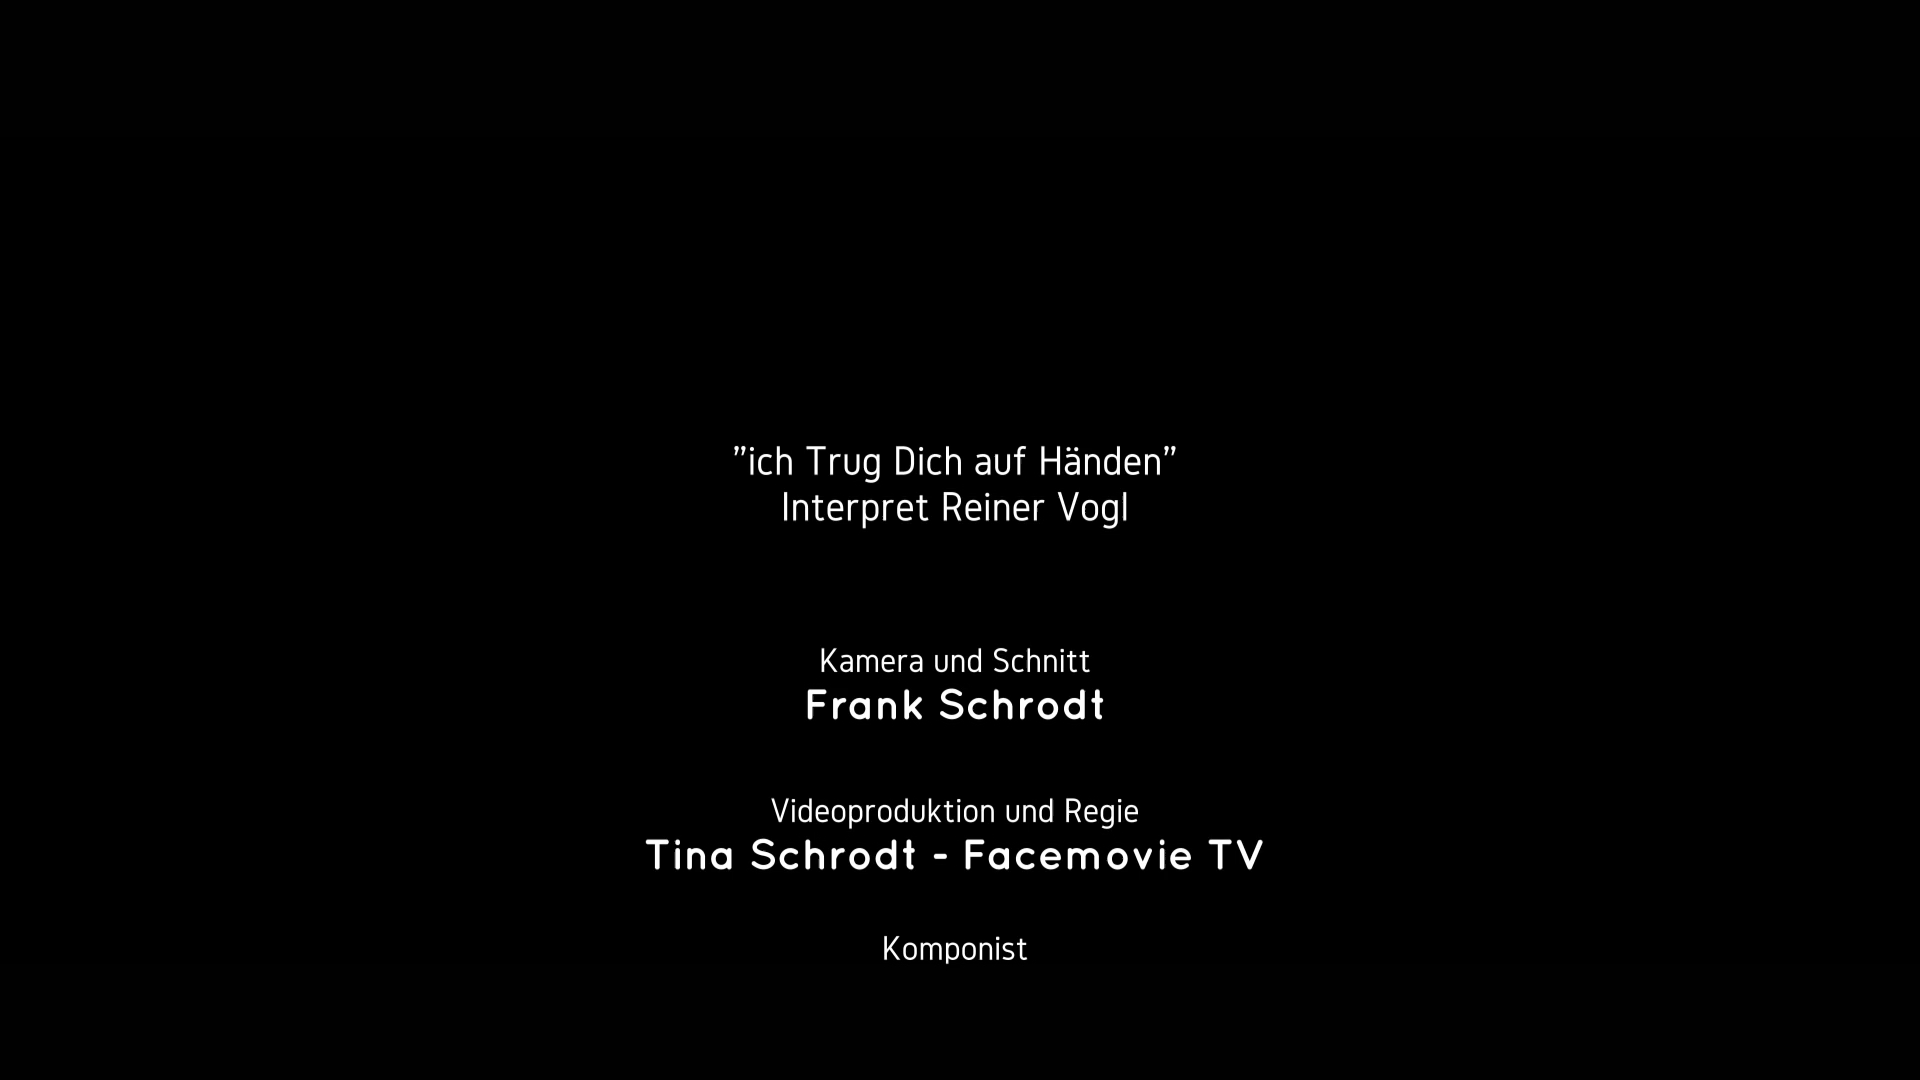 ”ich Trug Dich auf Händen”
Interpret Reiner Vogl
Kamera und Schnitt
Frank Schrodt
Videoproduktion und Regie
Tina Schrodt - Facemovie TV
Komponist